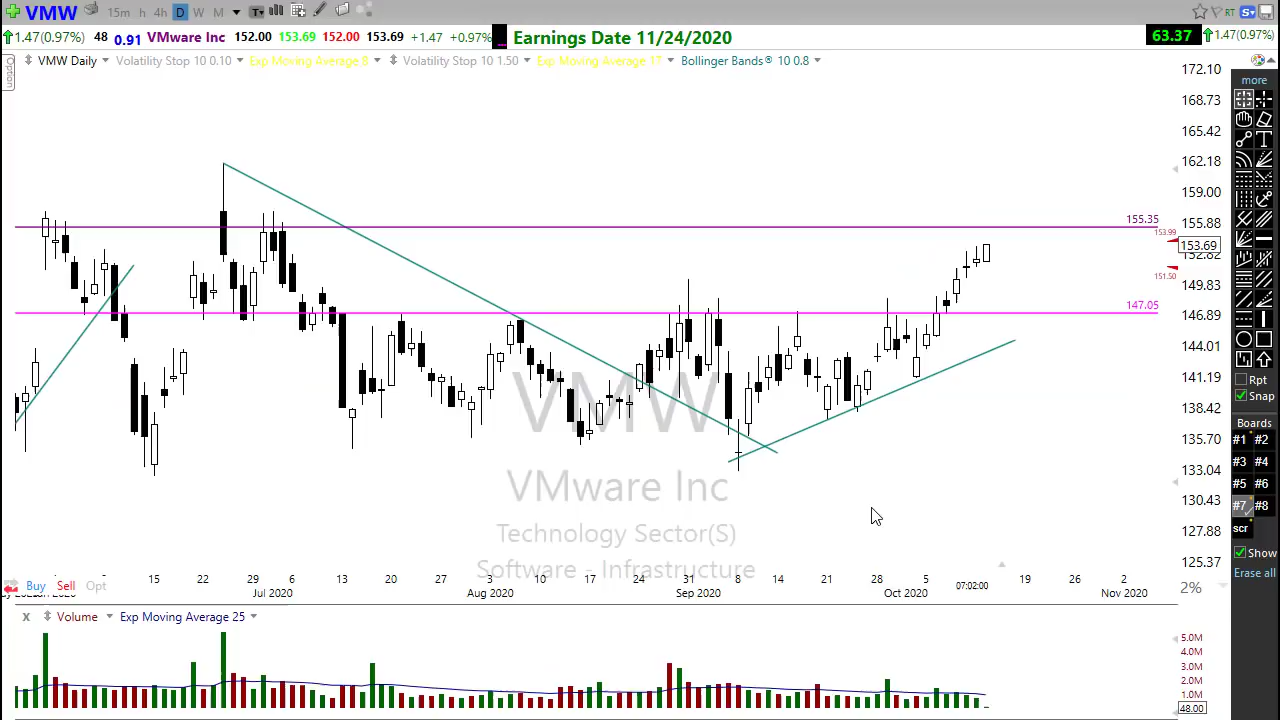 VMW 15m h 4h D W M T
1.47(0.97%) 48 0.91 VMware Inc 152.00 153.69 152.00 153.69 +1.47 +0.97% Earnings Date 11/24/2020 63.37 1.47(0.97%)
RT
VMW Daily Volatility Stop 10 0.10 Exp Moving Average 8 Volatility Stop 10 1.50 Exp Moving Average 17 Bollinger Bands® 10 0.8
Option
172.10
168.73
165.42
162.18
159.00
155.88
155.35
153.99
153.69
152.82
151.50
149.83
147.05
146.89
144.01
141.19
138.42
135.70
133.04
130.43
127.88
125.37
VMW
VMware Inc
Technology Sector(S)
Software - Infrastructure
Buy Sell Opt
15 22 29 6 13 20 27 3 10 17 24 31 8 14 21 28 5 07:02:00 19 26 2
Jul 2020 Aug 2020 Sep 2020 Oct 2020 Nov 2020
2%
X Volume Exp Moving Average 25
5.0M
4.0M
3.0M
2.0M
1.0M
48.00
more
T
Rpt
Snap
Boards
#1 #2
#3 #4
#5 #6
#7 #8
scr
Show
Erase all